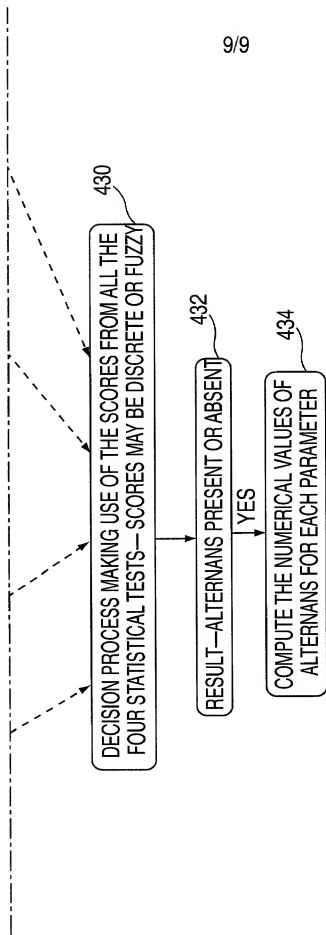 9/9
430
DECISION PROCESS MAKING USE OF THE SCORES FROM ALL THE
FOUR STATISTICAL TESTS— SCORES MAY BE DISCRETE OR FUZZY
432
RESULT—ALTERNANS PRESENT OR ABSENT
YES
434
COMPUTE THE NUMERICAL VALUES OF
ALTERNANS FOR EACH PARAMETER